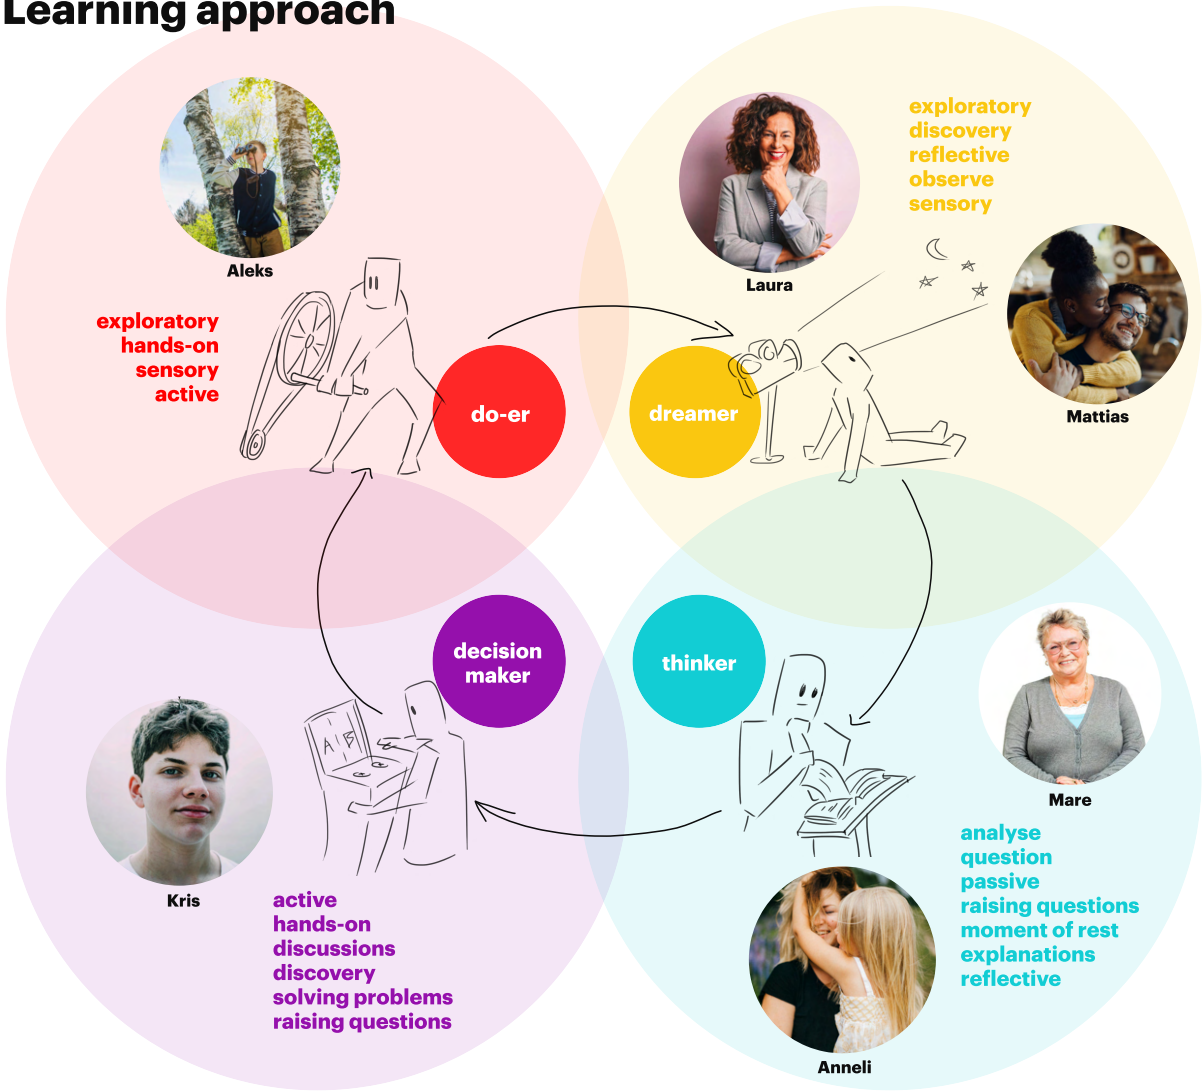 Learning approach
Aleks
exploratory
hands-on
sensory
active
do-er
Laura
exploratory
discovery
reflective
observe
sensory
Mattias
dreamer
decision
maker
Kris
active
hands-on
discussions
discovery
solving problems
raising questions
A B
thinker
Mare
analyse
question
passive
raising questions
moment of rest
explanations
reflective
Anneli